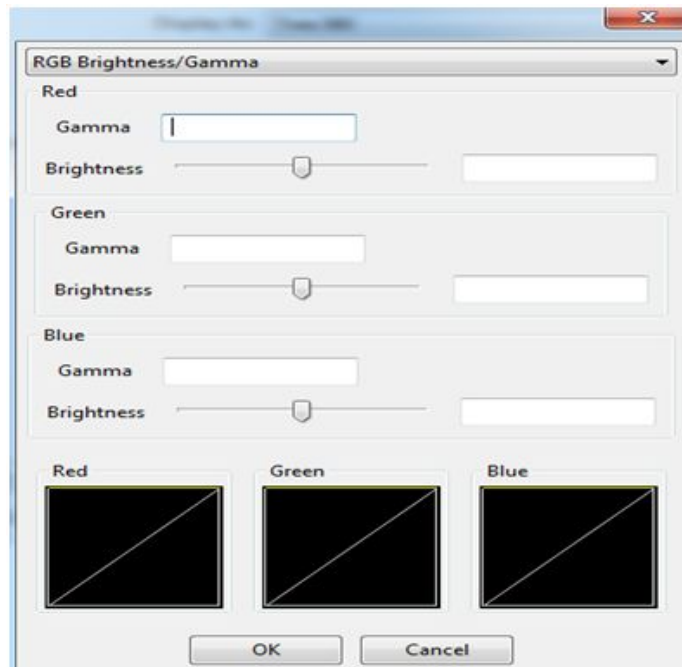 RGB Brightness/Gamma
Red
Gamma
Brightness
Green
Gamma
Brightness
Blue
Gamma
Brightness
Red Green Blue
OK Cancel